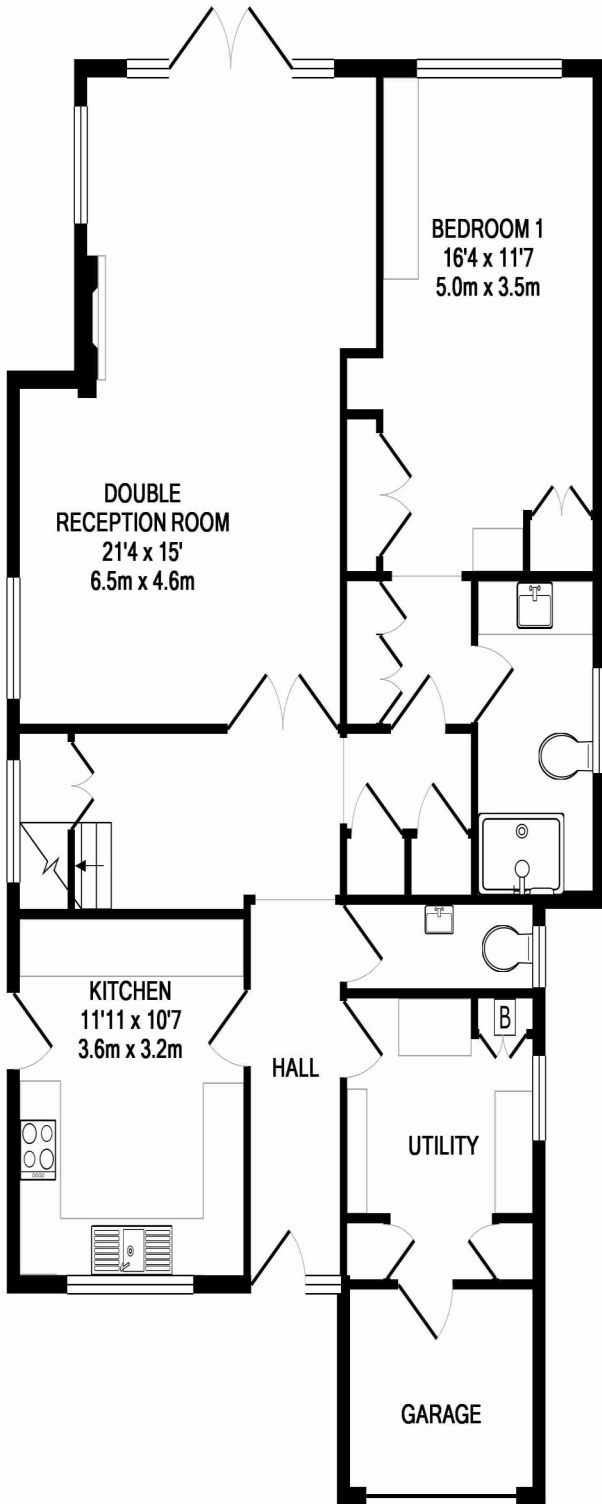 BEDROOM 1
16'4 x 11'7
5.0m x 3.5m
DOUBLE
RECEPTION ROOM
21'4 x 15'
6.5m x 4.6m
KITCHEN
11'11 x 10'7
3.6m x 3.2m
B
HALL
UTILITY
GARAGE